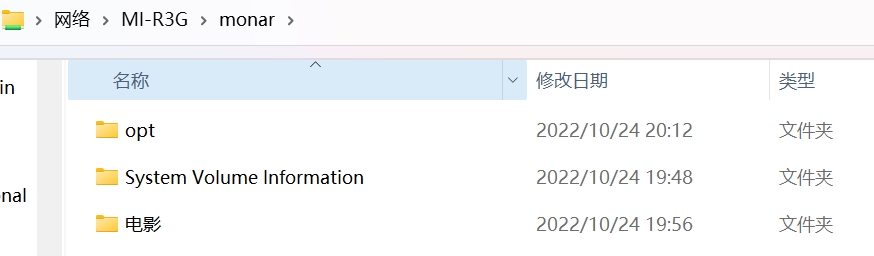 网络 MI-R3G monar
名称 修改日期 类型
in
opt 2022/10/24 20:12 文件夹
System Volume Information 2022/10/24 19:48 文件夹
onal
电影 2022/10/24 19:56 文件夹